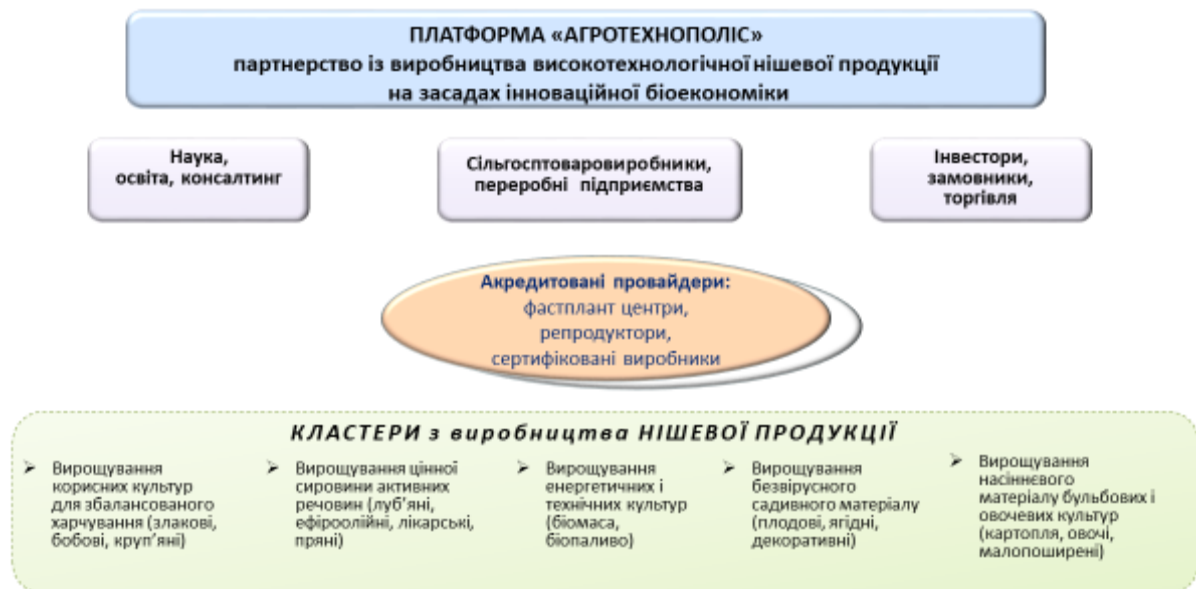 ПЛАТФОРМА «АГРОТЕХНОПОЛІС»
партнерство із виробництва високотехнологічної нішевої продукції
на засадах інноваційної біоекономіки
Наука,
освіта, консалтинг
Сільгосптоваровиробники,
переробні підприємства
Інвестори,
замовники,
торгівля
Акредитовані провайдери:
фастплант центри,
репродуктори,
сертифіковані виробники
КЛАСТЕРИ з виробництва НІШЕВОЇ ПРОДУКЦІЇ
➢ Вирощування
корисних культур
для збалансованого
харчування (злакові,
бобові, круп’яні)
➢ Вирощування цінної
сировини активних
речовин (луб’яні,
ефіроолійні, лікарські,
пряні)
➢ Вирощування
енергетичних і
технічних культур
(біомаса,
біопаливо)
➢ Вирощування
безвірусного
садивного матеріалу
(плодові, ягідні,
декоративні)
➢ Вирощування
насіннєвого
матеріалу бульбових і
овочевих культур
(картопля, овочі,
малопоширені)